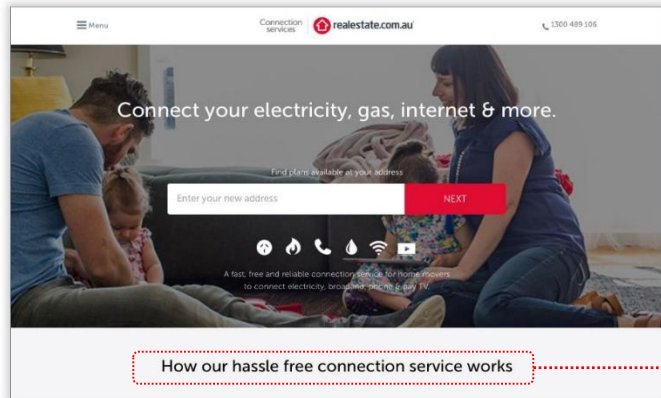 Menu
Connection
services
realestate.com.au
1300 489 106
Connect your electricity, gas, internet & more.
Find plans available at your address
Enter your new address
NEXT
A fast, free and reliable connection service for home movers
to connect electricity, broadband, phone & pay TV.
How our hassle free connection service works